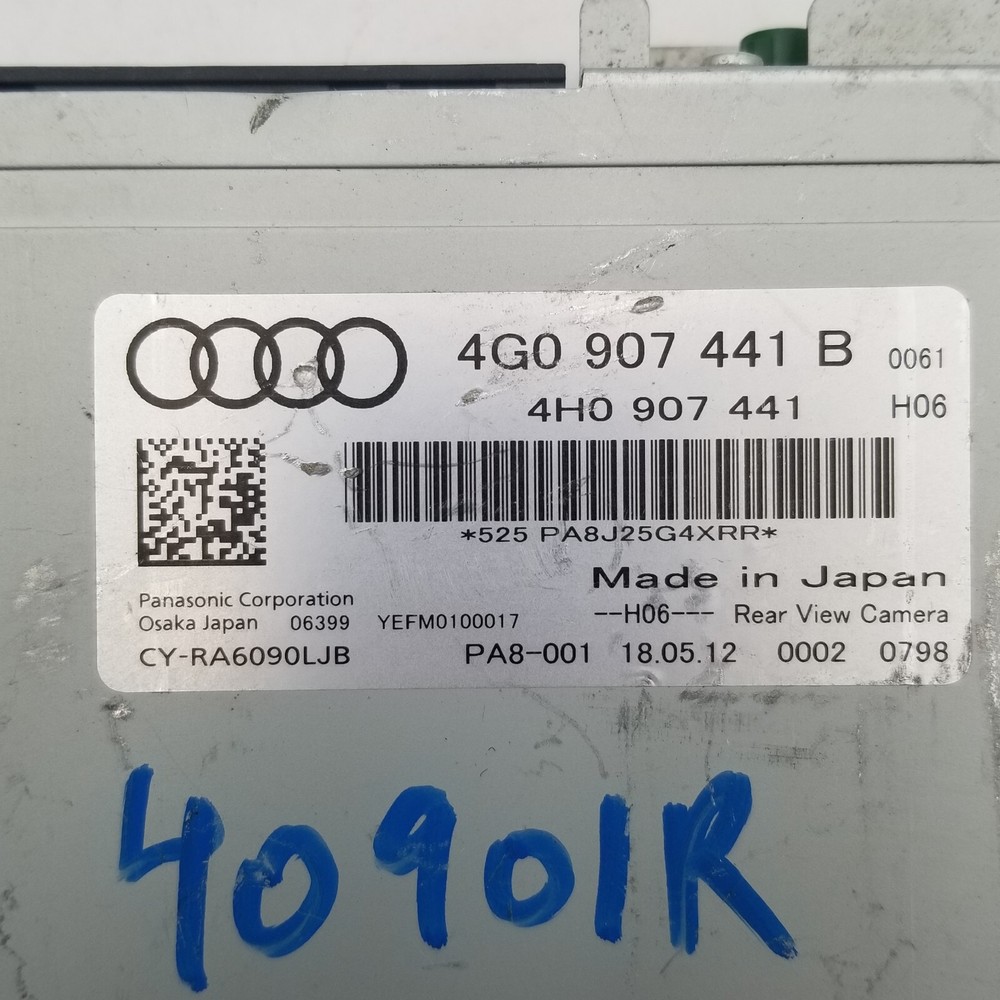 4G0 907 441 B 0061
4H0 907 441 H06
*525 PA8J25G4XRR*
Made in Japan
Panasonic Corporation
Osaka Japan 06399 YEFM0100017 --H06--- Rear View Camera
CY-RA6090LJB PA8-001 18.05.12 0002 0798
40901R